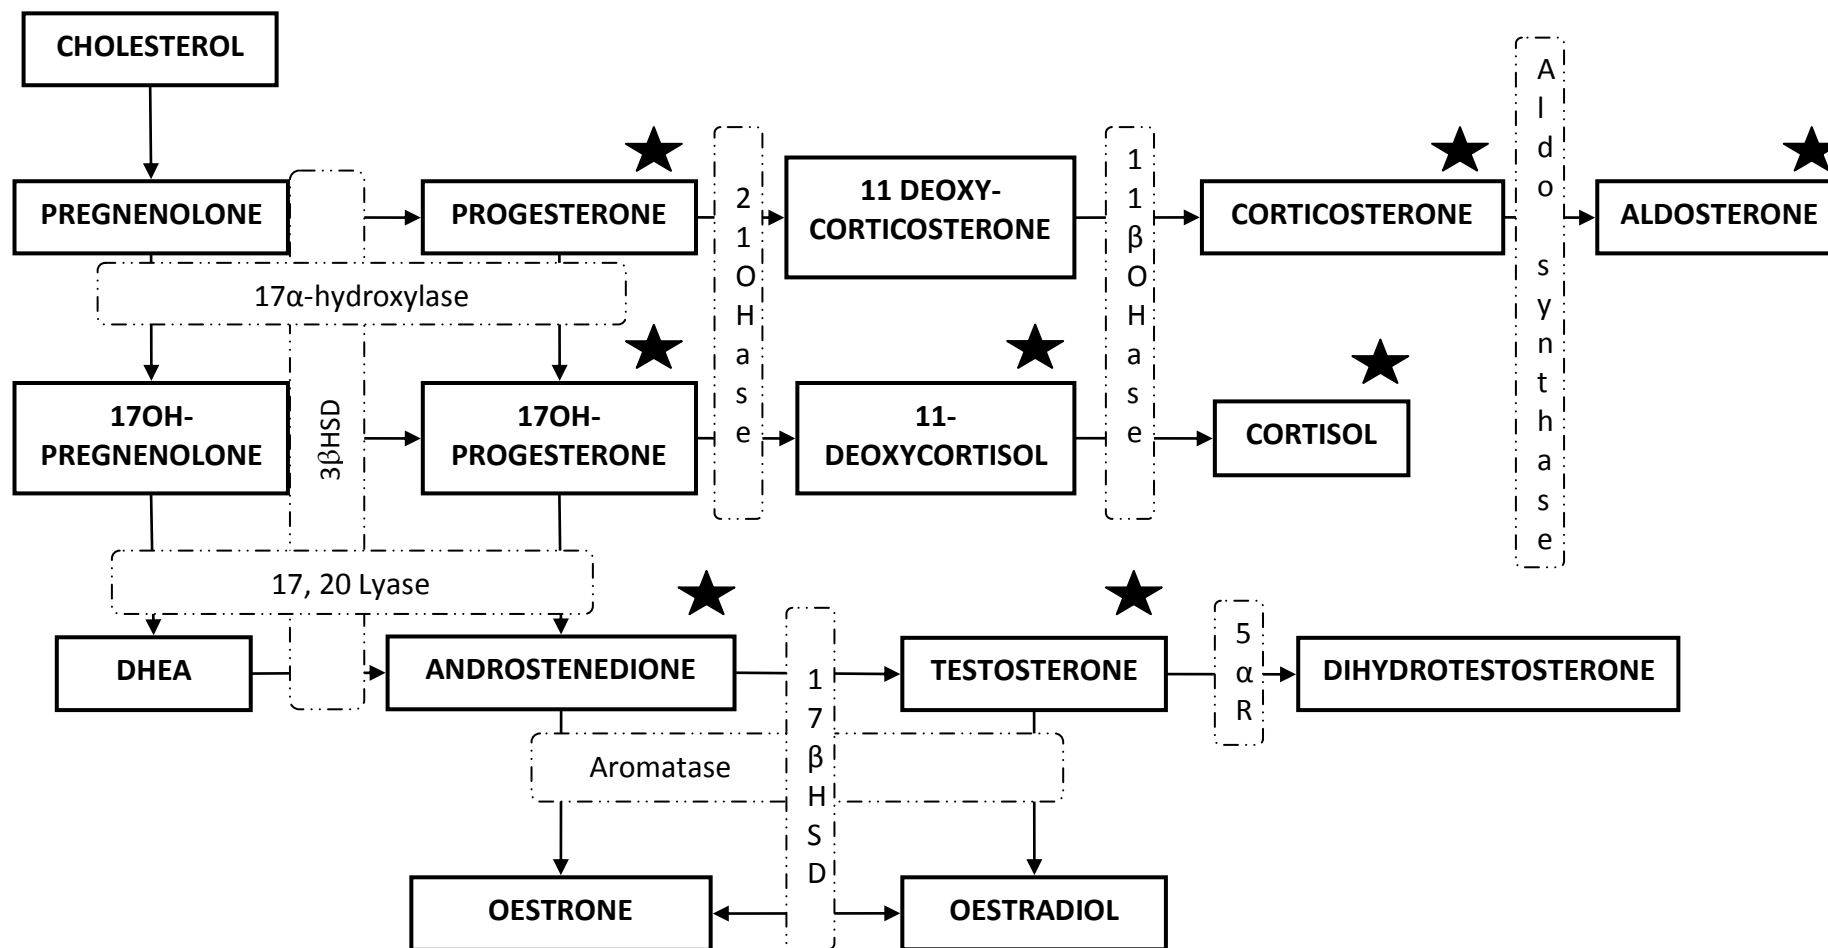 CHOLESTEROL
PREGNENOLONE
PROGESTERONE
21OHase
11 DEOXY-
CORTICOSTERONE
11βOHase
CORTICOSTERONE
Aldo synthase
ALDOSTERONE
17α-hydroxylase
17OH-
PREGNENOLONE
3βHSD
17OH-
PROGESTERONE
11-
DEOXYCORTISOL
CORTISOL
17, 20 Lyase
DHEA
ANDROSTENEDIONE
17βHSD
TESTOSTERONE
5αR
DIHYDROTESTOSTERONE
Aromatase
OESTRONE
OESTRADIOL